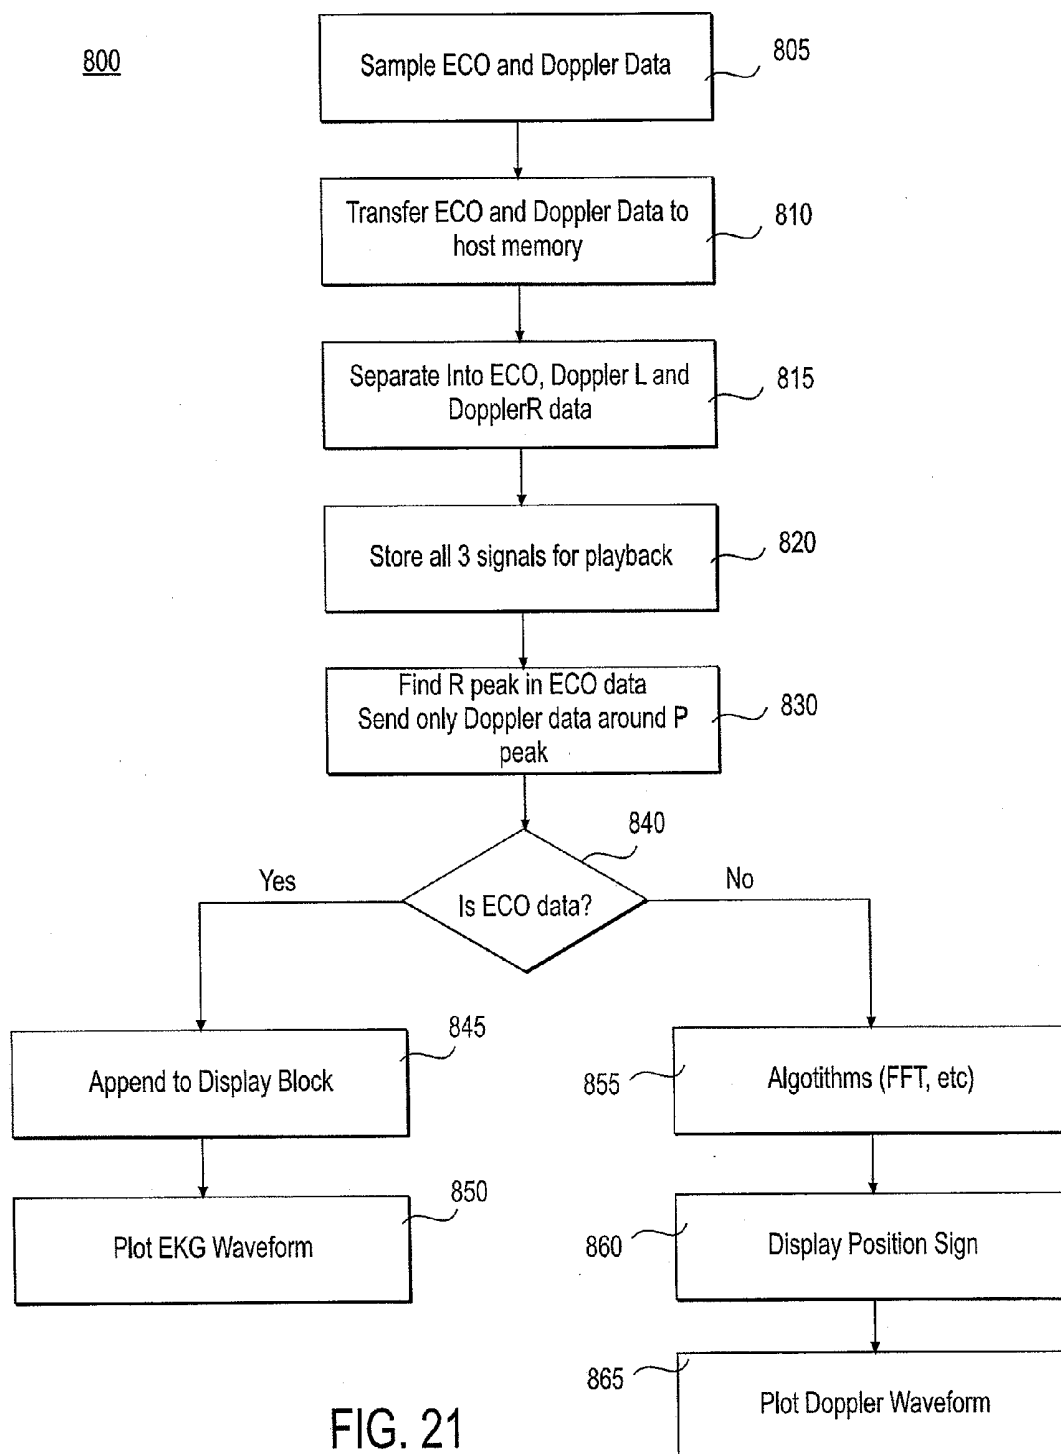 800
Sample ECO and Doppler Data
805
Transfer ECO and Doppler Data to
host memory
810
Separate Into ECO, Doppler L and
DopplerR data
815
Store all 3 signals for playback
820
Find R peak in ECO data
Send only Doppler data around P
peak
830
840
Is ECO data?
Yes
No
845
Append to Display Block
850
Plot EKG Waveform
855
Algotithms (FFT, etc)
860
Display Position Sign
865
Plot Doppler Waveform
FIG. 21